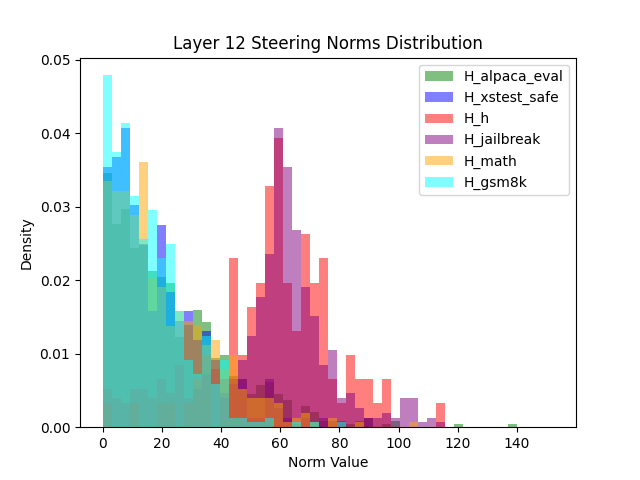 Layer 12 Steering Norms Distribution
H_alpaca_eval
H_xstest_safe
H_h
H_jailbreak
H_math
H_gsm8k
0.05
0.04
0.03
0.02
0.01
0.00
Density
0 20 40 60 80 100 120 140
Norm Value